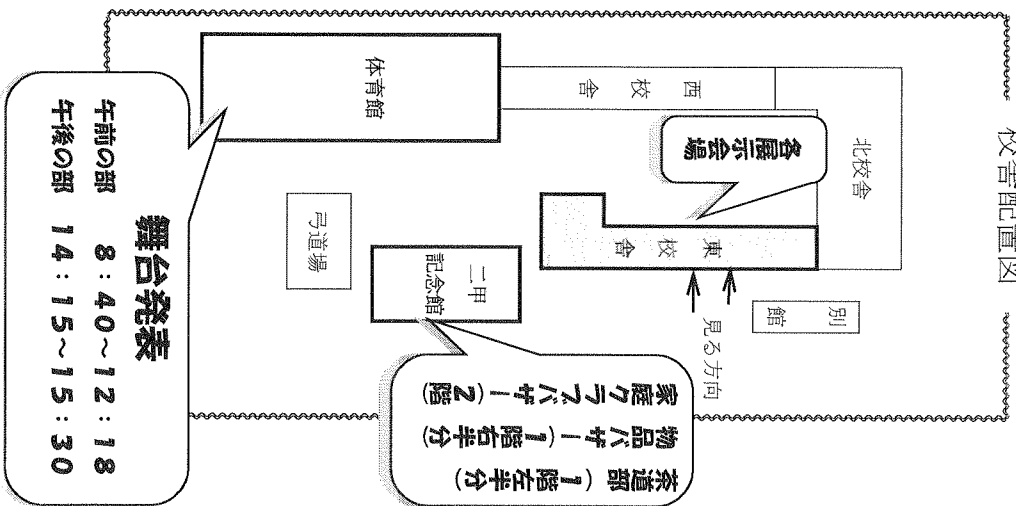 校舎配置図
北校舎
西校舎
体育館
各展示会場
東校舎
別館
見る方向
二甲
記念館
弓道場
家庭クラブバザー(2階)
物品バザー(1階右半分)
茶道部(1階左半分)
舞台発表
午前の部 8:40~12:18
午後の部 14:15~15:30